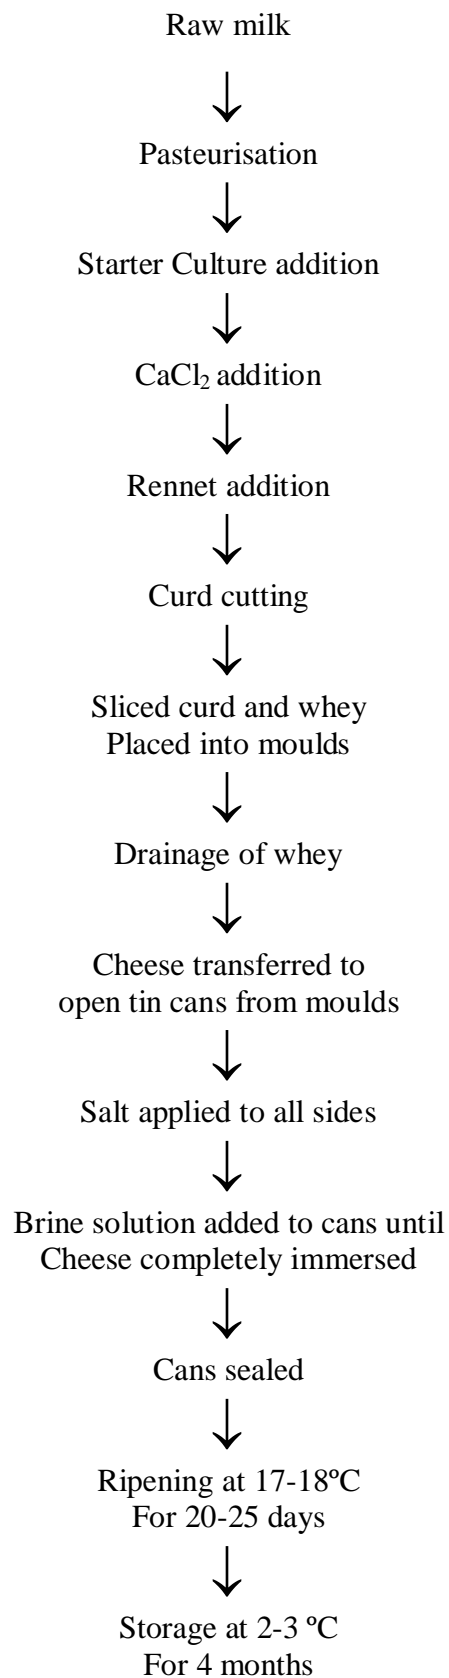 Raw milk
Pasteurisation
Starter Culture addition
CaCl₂ addition
Rennet addition
Curd cutting
Sliced curd and whey
Placed into moulds
Drainage of whey
Cheese transferred to
open tin cans from moulds
Salt applied to all sides
Brine solution added to cans until
Cheese completely immersed
Cans sealed
Ripening at 17-18ºC
For 20-25 days
Storage at 2-3 ºC
For 4 months